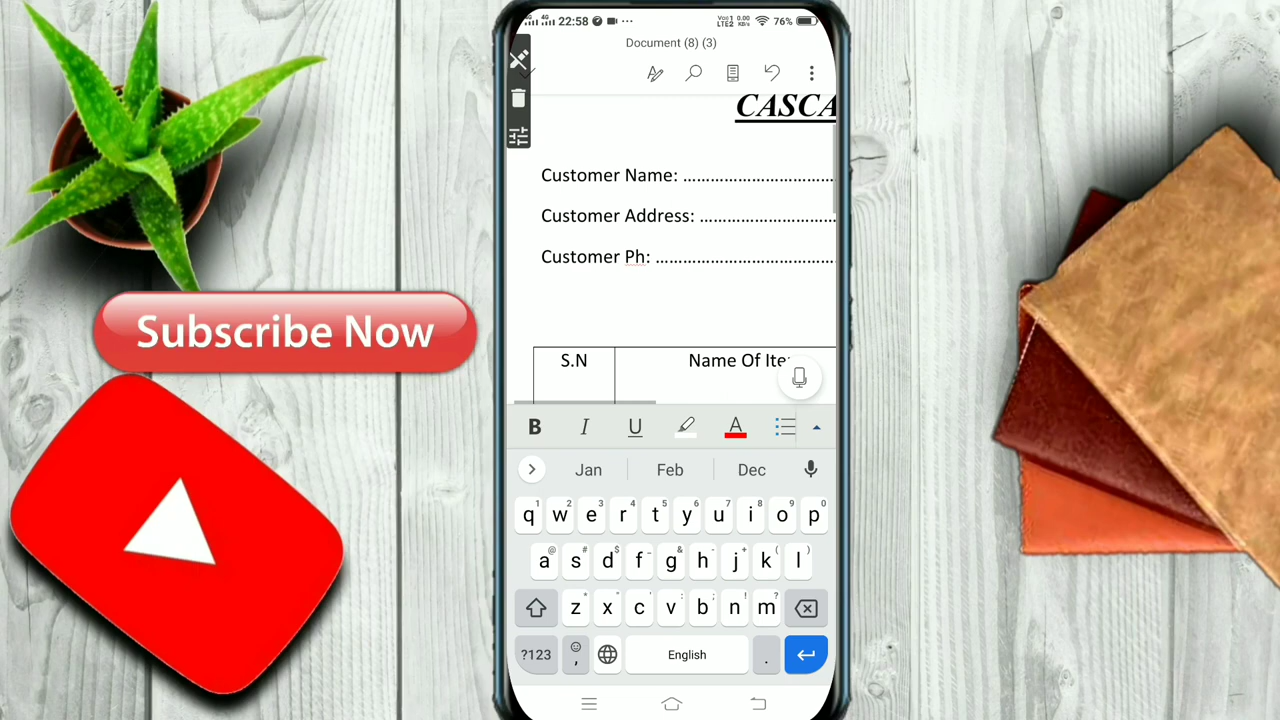 Subscribe Now
22:58
76%
Document (8) (3)
CASCA
Customer Name: ................................
Customer Address: .............................
Customer Ph: .....................................
S.N
Name Of Ite
B I U A
Jan Feb Dec
q w e r t y u i o p
a s d f g h j k l
z x c v b n m
?123 , English .